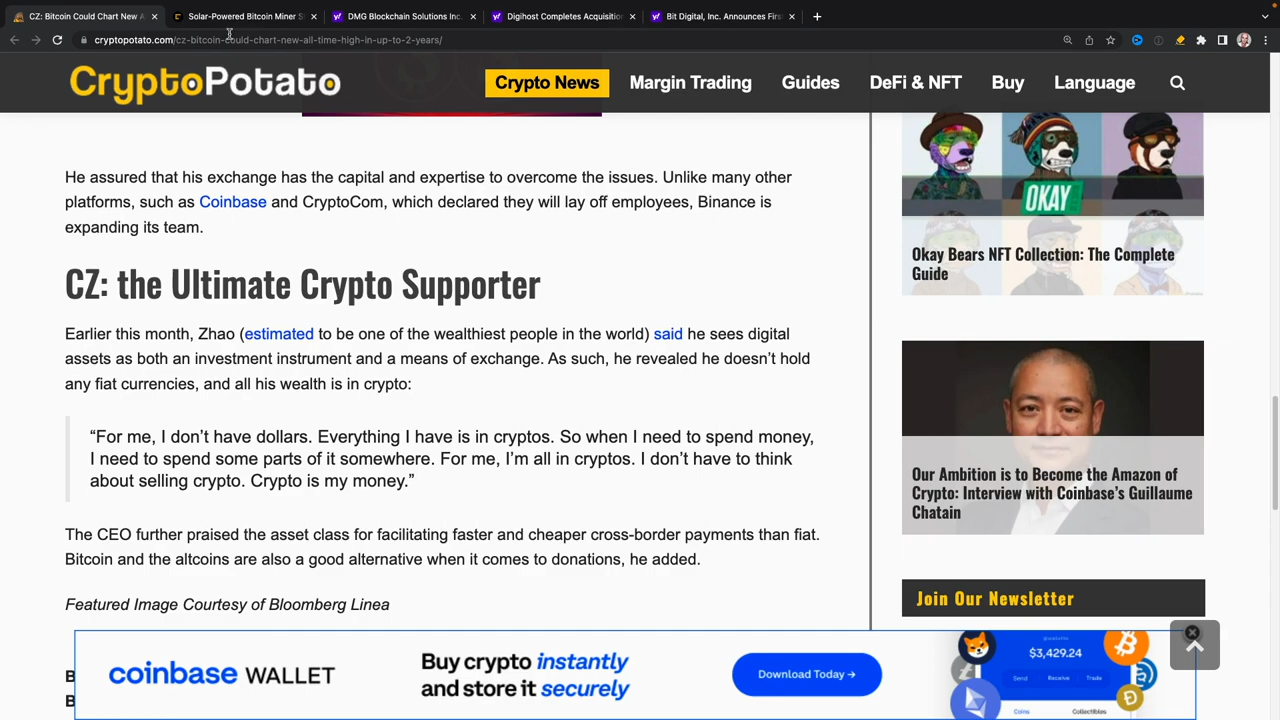 CZ: Bitcoin Could Chart New A
Solar-Powered Bitcoin Miner S
DMG Blockchain Solutions Inc.
Digihost Completes Acquisition
Bit Digital, Inc. Announces Firs
cryptopotato.com/cz-bitcoin-could-chart-new-all-time-high-in-up-to-2-years/
CryptoPotato
Crypto News
Margin Trading
Guides
DeFi & NFT
Buy
Language
He assured that his exchange has the capital and expertise to overcome the issues. Unlike many other
platforms, such as Coinbase and CryptoCom, which declared they will lay off employees, Binance is
expanding its team.
CZ: the Ultimate Crypto Supporter
Earlier this month, Zhao (estimated to be one of the wealthiest people in the world) said he sees digital
assets as both an investment instrument and a means of exchange. As such, he revealed he doesn't hold
any fiat currencies, and all his wealth is in crypto:
“For me, I don't have dollars. Everything I have is in cryptos. So when I need to spend money,
I need to spend some parts of it somewhere. For me, I'm all in cryptos. I don't have to think
about selling crypto. Crypto is my money.”
The CEO further praised the asset class for facilitating faster and cheaper cross-border payments than fiat.
Bitcoin and the altcoins are also a good alternative when it comes to donations, he added.
Featured Image Courtesy of Bloomberg Linea
B
B
OKAY
Okay Bears NFT Collection: The Complete
Guide
Our Ambition is to Become the Amazon of
Crypto: Interview with Coinbase's Guillaume
Chatain
Join Our Newsletter
coinbase WALLET
Buy crypto instantly
and store it securely
Download Today →
$3,429.24
Send
Receive
Trade
Coins
Collectibles